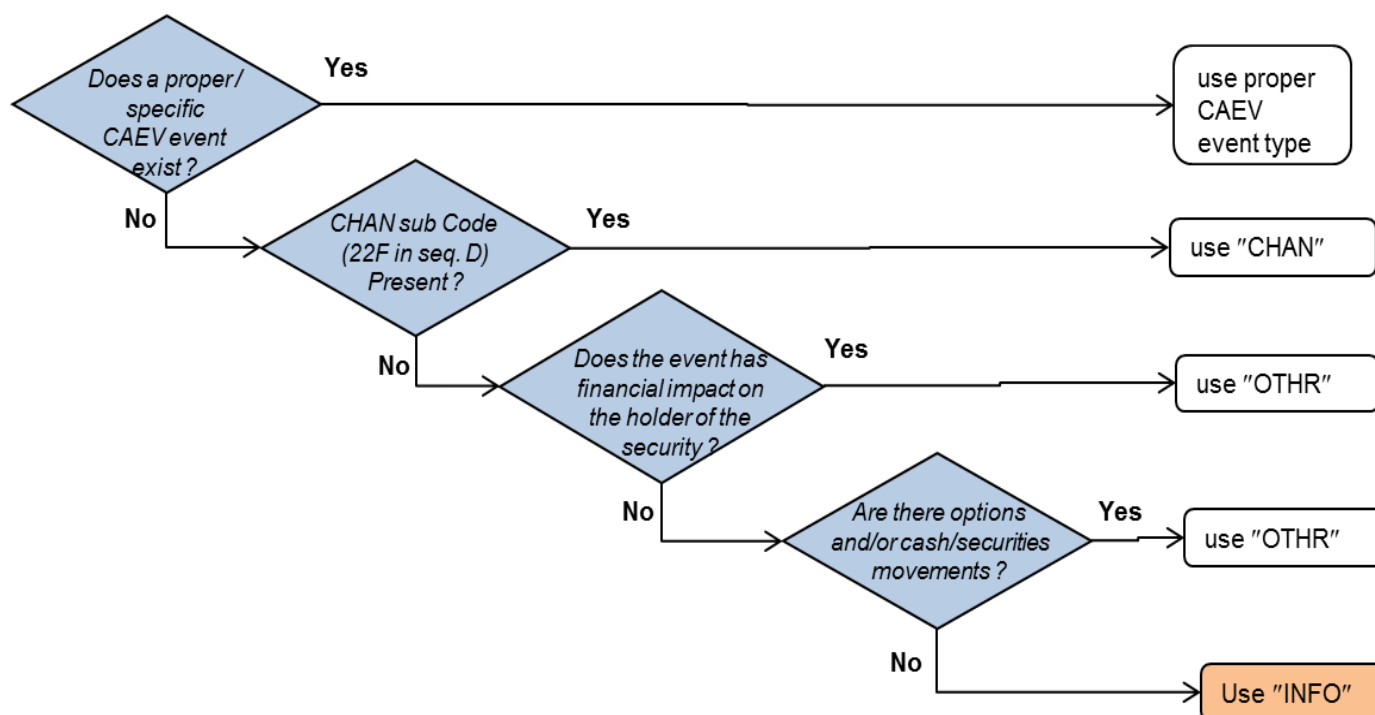 Does a proper/
specific
CAEV event
exist ?
Yes
use proper
CAEV
event type
No
CHAN sub Code
(22F in seq. D)
Present ?
Yes
use "CHAN"
No
Does the event has
financial impact on
the holder of the
security ?
Yes
use "OTHR"
No
Are there options
and/or cash/securities
movements ?
Yes
use "OTHR"
No
Use "INFO"